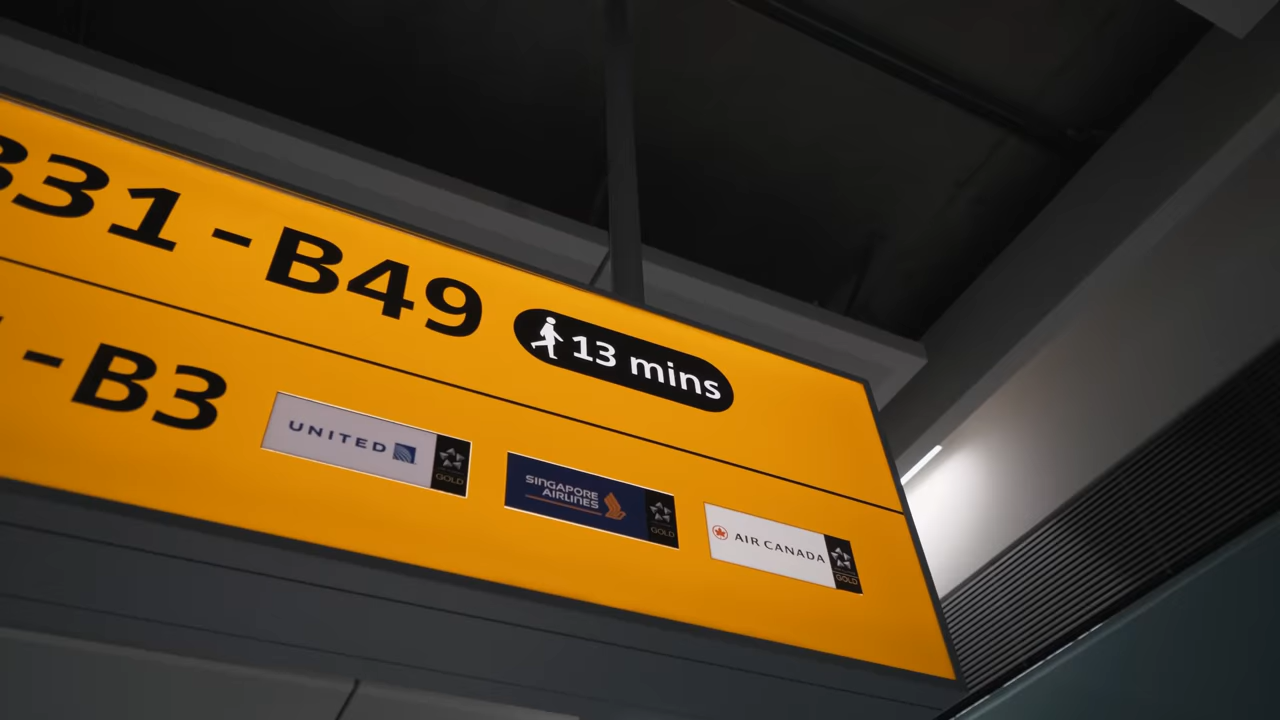 B31-B49 13 mins
-B3
UNITED GOLD
SINGAPORE
AIRLINES GOLD
AIR CANADA GOLD